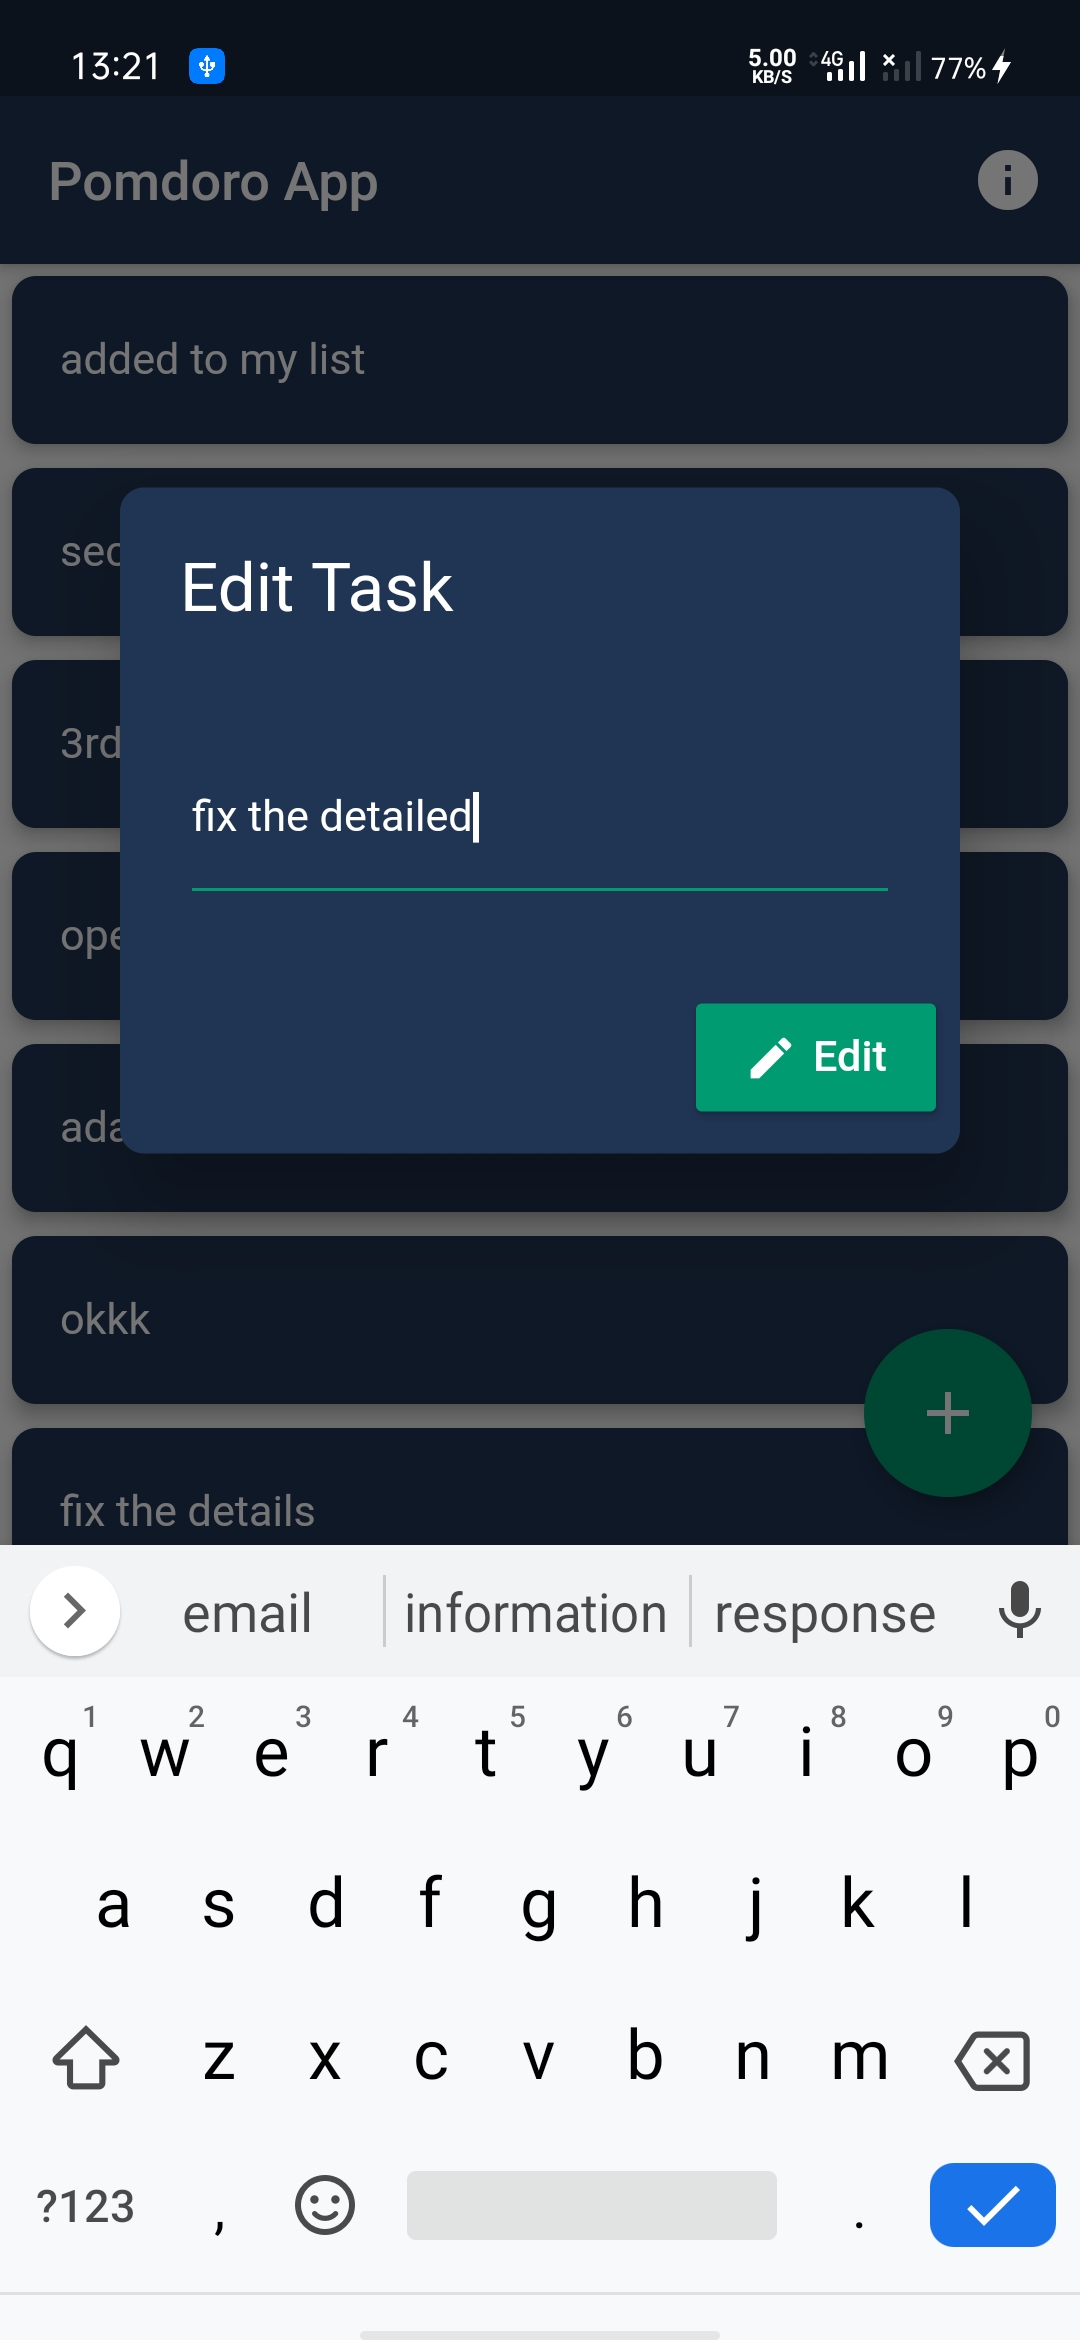 13:21 5.00 KB/S 4G 77%
Pomdoro App
added to my list
sec
3rd
ope
ada
Edit Task
fix the detailed
Edit
okkk
fix the details
email information response
1 2 3 4 5 6 7 8 9 0
q w e r t y u i o p
a s d f g h j k l
z x c v b n m
?123 , .